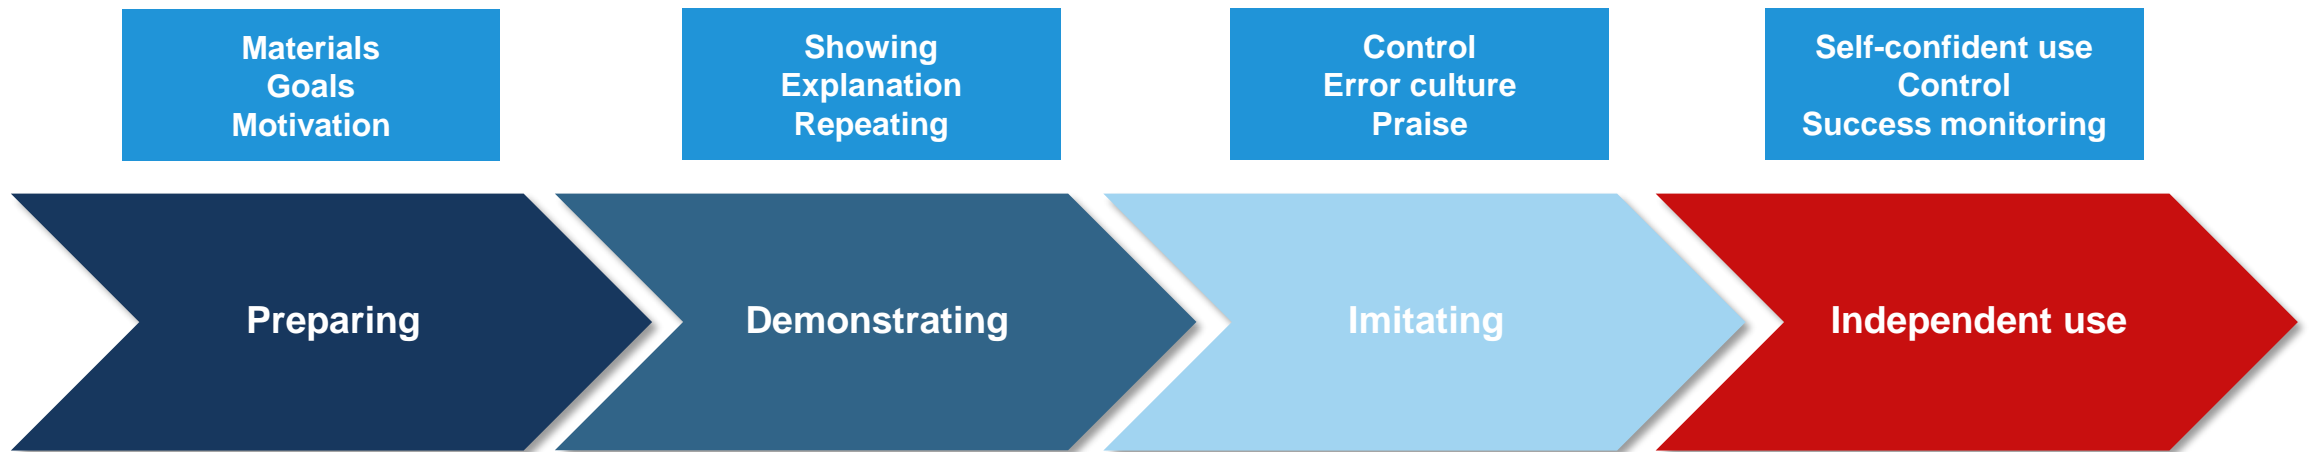 Materials
Goals
Motivation
Showing
Explanation
Repeating
Control
Error culture
Praise
Self-confident use
Control
Success monitoring
Preparing
Demonstrating
Imitating
Independent use